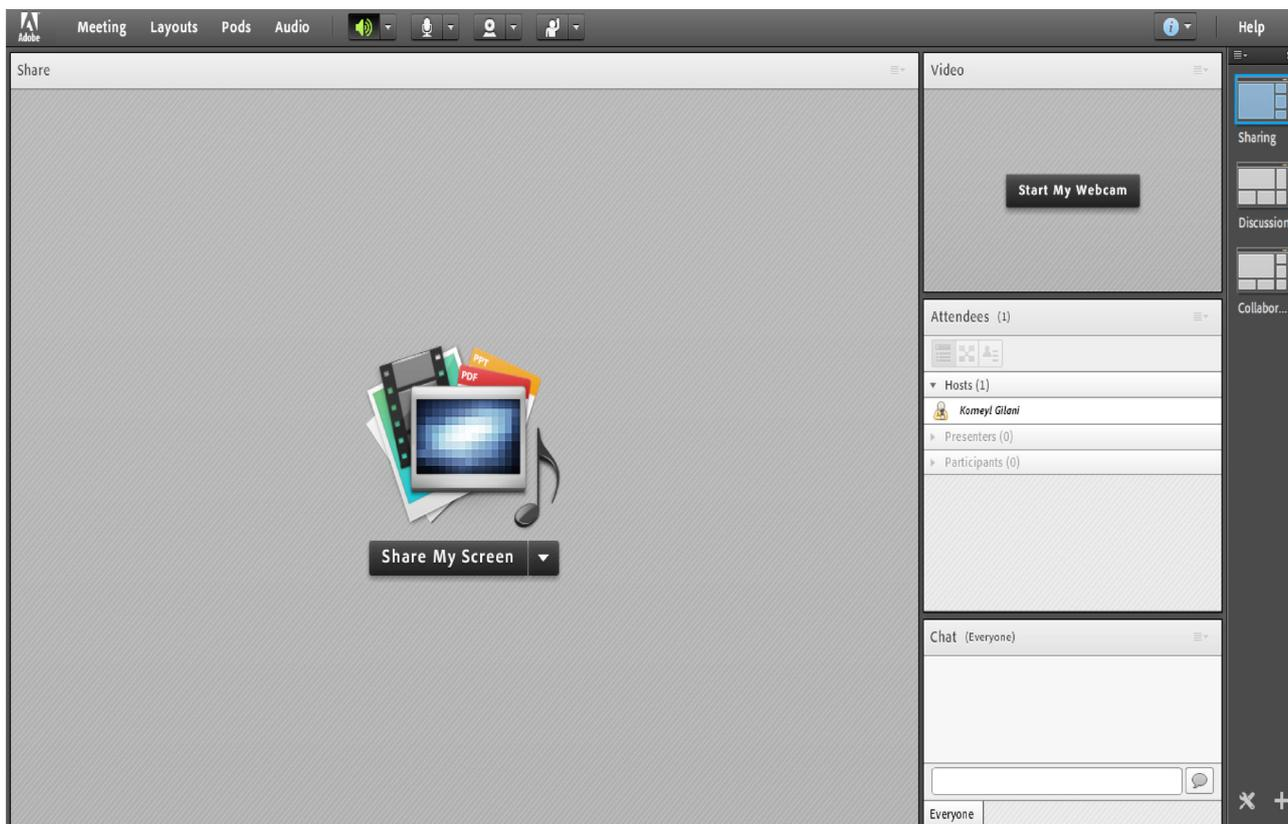 Adobe
Meeting Layouts Pods Audio
Help
Share
Video
Start My Webcam
Sharing
Discussion
Collabor...
Attendees (1)
Hosts (1)
Komeyl Gilani
Presenters (0)
Participants (0)
PPT
PDF
Share My Screen
Chat (Everyone)
Everyone